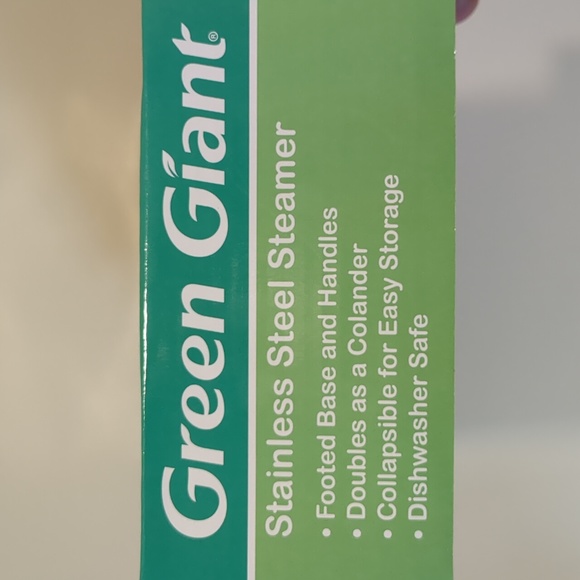 Green Giant®
Stainless Steel Steamer
• Footed Base and Handles
• Doubles as a Colander
• Collapsible for Easy Storage
• Dishwasher Safe